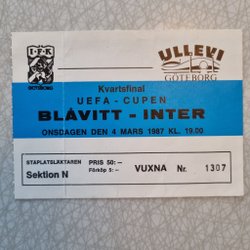 I.F.K
GÖTEBORG
ULLEVI
GÖTEBORG
Kvartsfinal
UEFA - CUPEN
BLÅVITT - INTER
ONSDAGEN DEN 4 MARS 1987 KL. 19.00
STAPLATSLÄKTAREN
Sektion N
PRIS 50:-
Förköp 5:-
VUXNA Nr. 1307